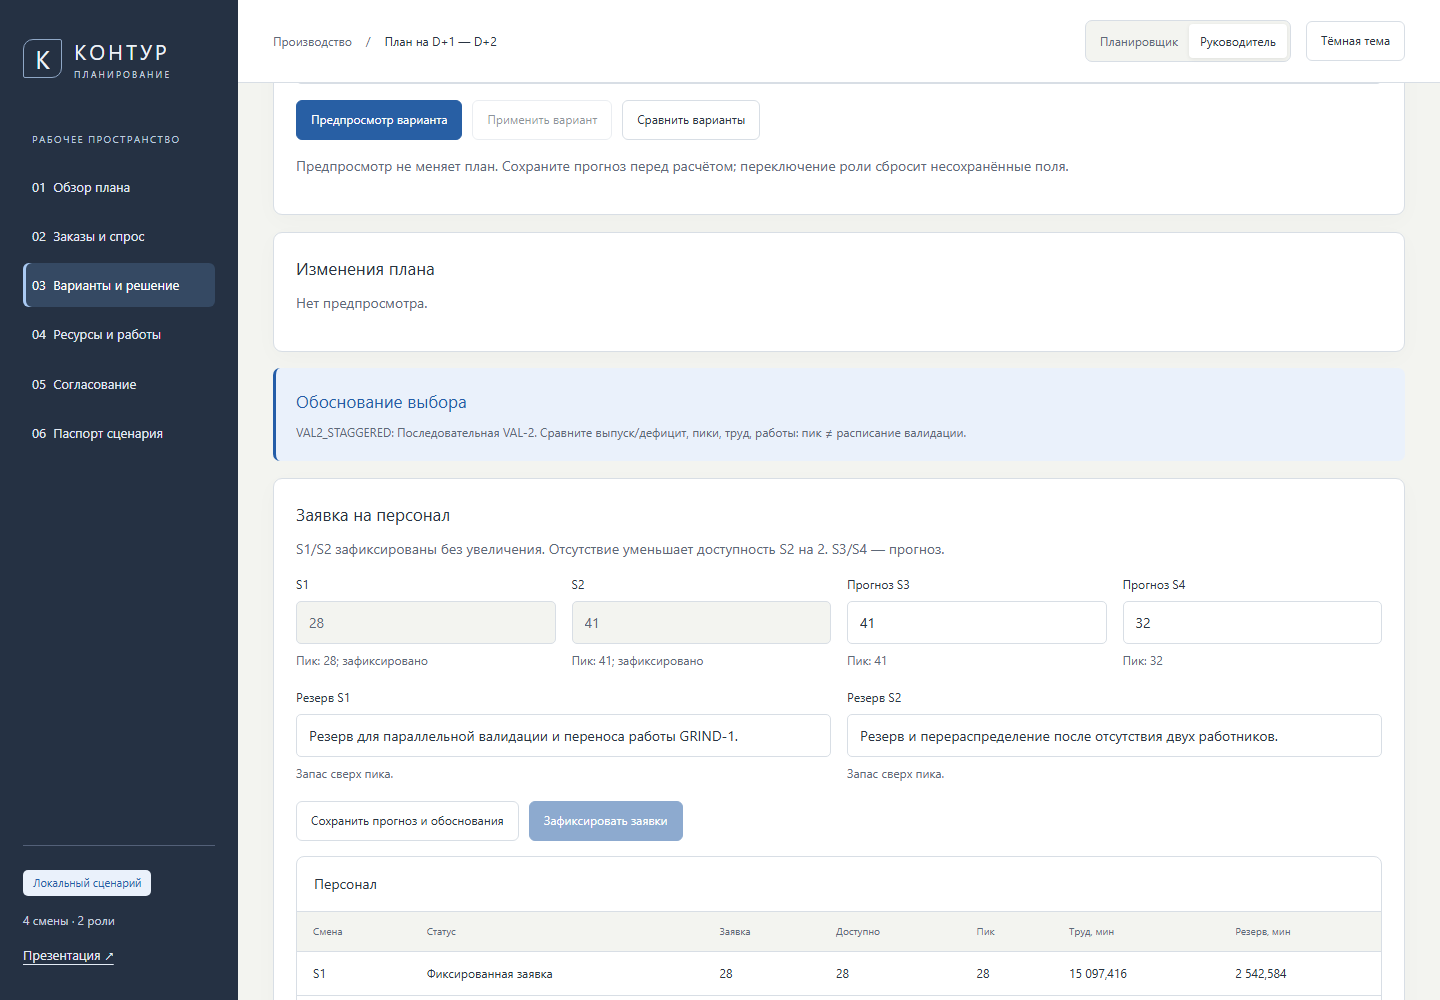 К
КОНТУР
ПЛАНИРОВАНИЕ
РАБОЧЕЕ ПРОСТРАНСТВО
01 Обзор плана
02 Заказы и спрос
03 Варианты и решение
04 Ресурсы и работы
05 Согласование
06 Паспорт сценария
Локальный сценарий
4 смены · 2 роли
Презентация ↗
Производство / План на D+1 — D+2
Планировщик Руководитель
Тёмная тема
Предпросмотр варианта Применить вариант Сравнить варианты
Предпросмотр не меняет план. Сохраните прогноз перед расчётом; переключение роли сбросит несохранённые поля.
Изменения плана
Нет предпросмотра.
Обоснование выбора
VAL2_STAGGERED: Последовательная VAL-2. Сравните выпуск/дефицит, пики, труд, работы: пик ≠ расписание валидации.
Заявка на персонал
S1/S2 зафиксированы без увеличения. Отсутствие уменьшает доступность S2 на 2. S3/S4 — прогноз.
S1 S2 Прогноз S3 Прогноз S4
28 41 41 32
Пик: 28; зафиксировано Пик: 41; зафиксировано Пик: 41 Пик: 32
Резерв S1 Резерв S2
Резерв для параллельной валидации и переноса работы GRIND-1. Резерв и перераспределение после отсутствия двух работников.
Запас сверх пика. Запас сверх пика.
Сохранить прогноз и обоснования Зафиксировать заявки
Персонал
Смена Статус Заявка Доступно Пик Труд, мин Резерв, мин
S1 Фиксированная заявка 28 28 28 15 097,416 2 542,584